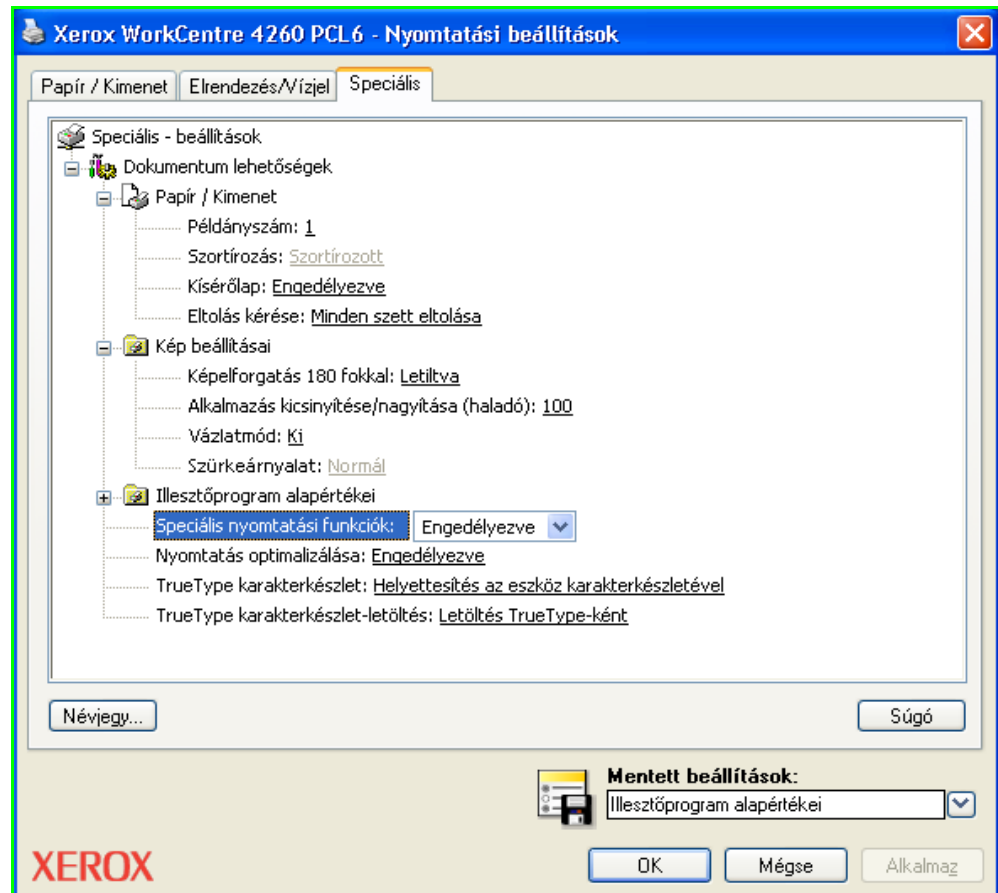 Xerox WorkCentre 4260 PCL6 - Nyomtatási beállítások
Papír / Kimenet Elrendezés/Vízjel Speciális
Speciális - beállítások
Dokumentum lehetőségek
Papír / Kimenet
Példányszám: 1
Szortírozás: Szortírozott
Kísérőlap: Engedélyezve
Eltolás kérése: Minden szett eltolása
Kép beállításai
Képelforgatás 180 fokkal: Letiltva
Alkalmazás kicsinyítése/nagyítása (haladó): 100
Vázlatmód: Ki
Szürkeárnyalat: Normál
Illesztőprogram alapértékei
Speciális nyomtatási funkciók: Engedélyezve
Nyomtatás optimalizálása: Engedélyezve
TrueType karakterkészlet: Helyettesítés az eszköz karakterkészletével
TrueType karakterkészlet-letöltés: Letöltés TrueType-ként
Névjegy... Súgó
Mentett beállítások:
Illesztőprogram alapértékei
XEROX OK Mégse Alkalmaz